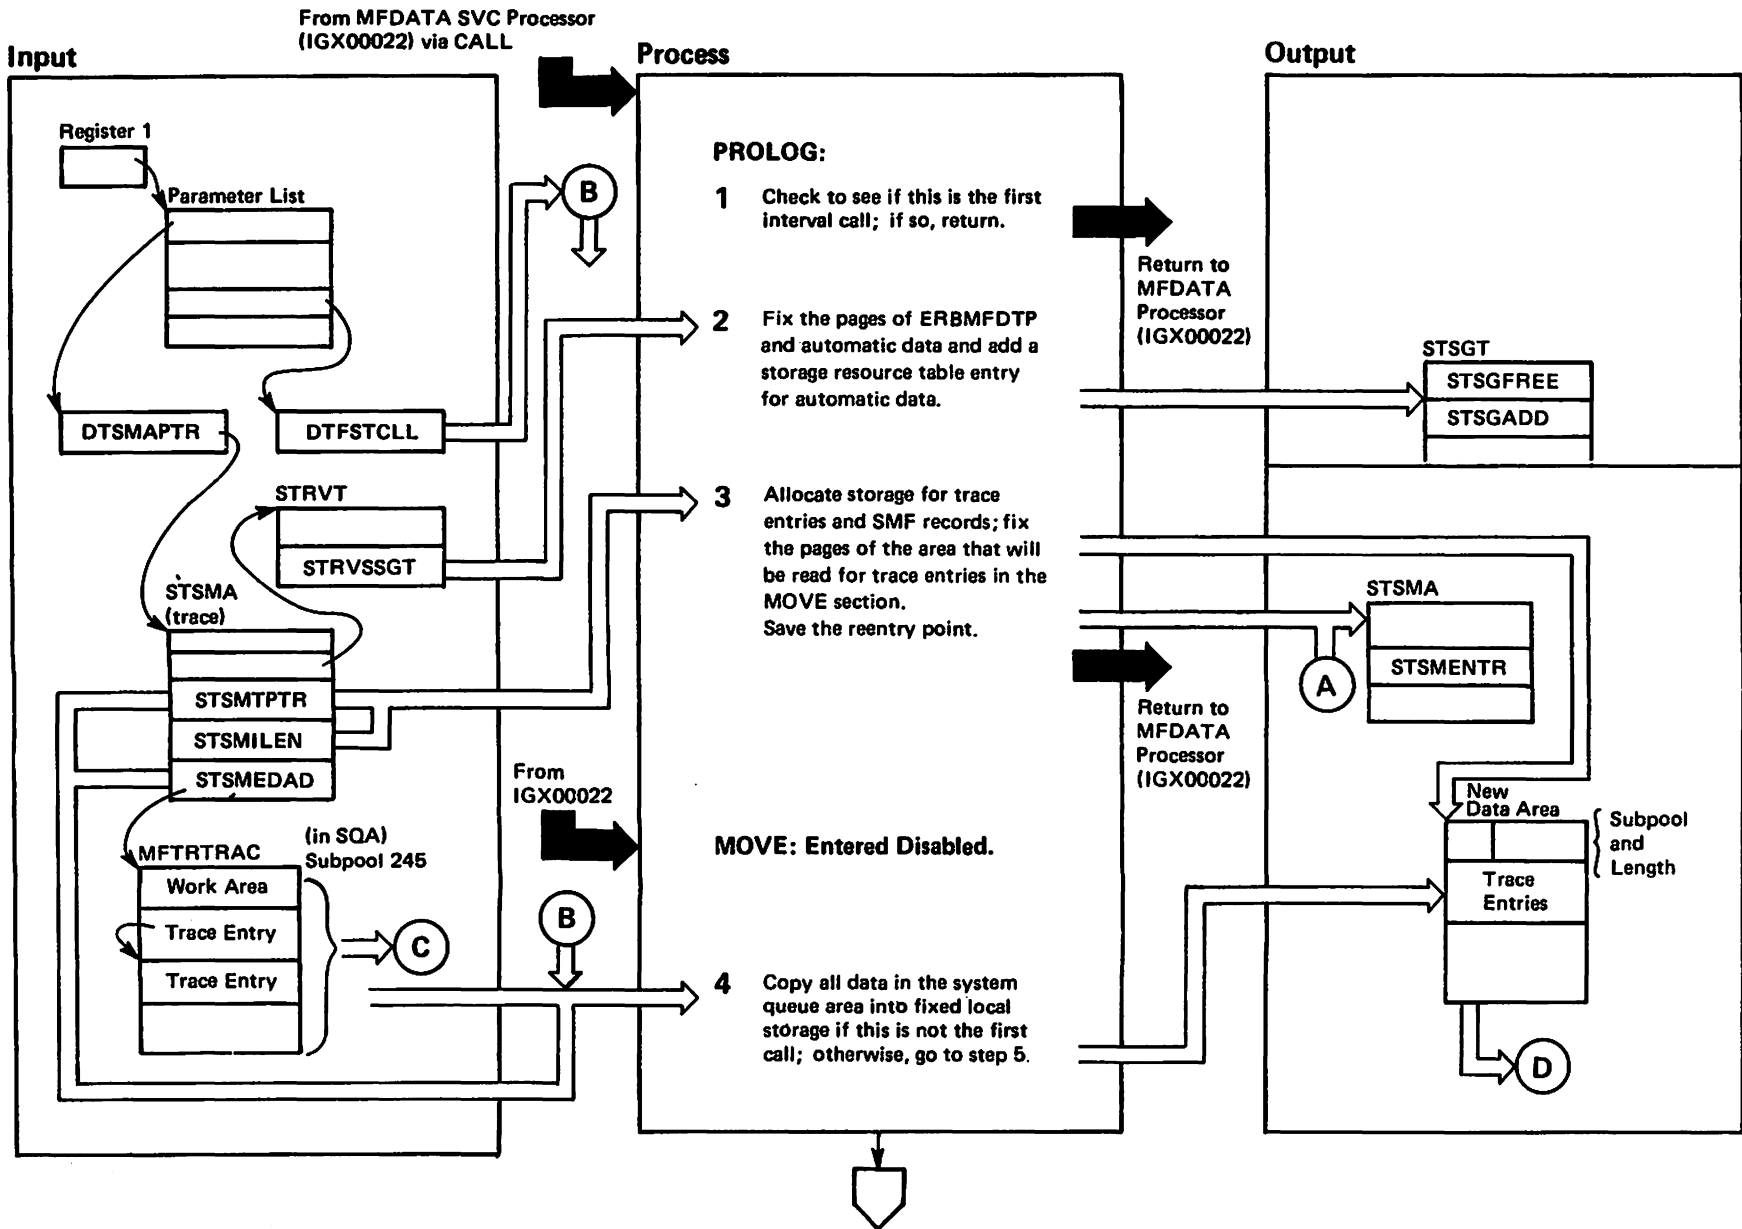 From MFDATA SVC Processor
(IGX00022) via CALL
Input
Process
Output
Register 1
Parameter List
DTSMAPTR
DTFSTCLL
STRVT
STRVSSGT
STSMA
(trace)
STSMTPTR
STSMILEN
STSMEDAD
MFTRTRAC
(in SQA)
Subpool 245
Work Area
Trace Entry
Trace Entry
C
B
From
IGX00022
B
PROLOG:
1 Check to see if this is the first
interval call; if so, return.
2 Fix the pages of ERBMFDTP
and automatic data and add a
storage resource table entry
for automatic data.
3 Allocate storage for trace
entries and SMF records; fix
the pages of the area that will
be read for trace entries in the
MOVE section.
Save the reentry point.
MOVE: Entered Disabled.
4 Copy all data in the system
queue area into fixed local
storage if this is not the first
call; otherwise, go to step 5.
Return to
MFDATA
Processor
(IGX00022)
Return to
MFDATA
Processor
(IGX00022)
STSGT
STSGFREE
STSGADD
STSMA
STSMENTR
A
New
Data Area
Subpool
and
Length
Trace
Entries
D